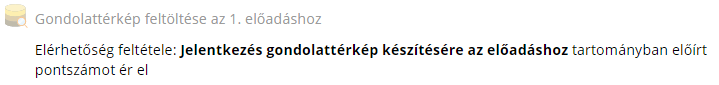 Gondolattérkép feltöltése az 1. előadáshoz
Elérhetőség feltétele: Jelentkezés gondolattérkép készítésére az előadáshoz tartományban előírt
pontszámot ér el